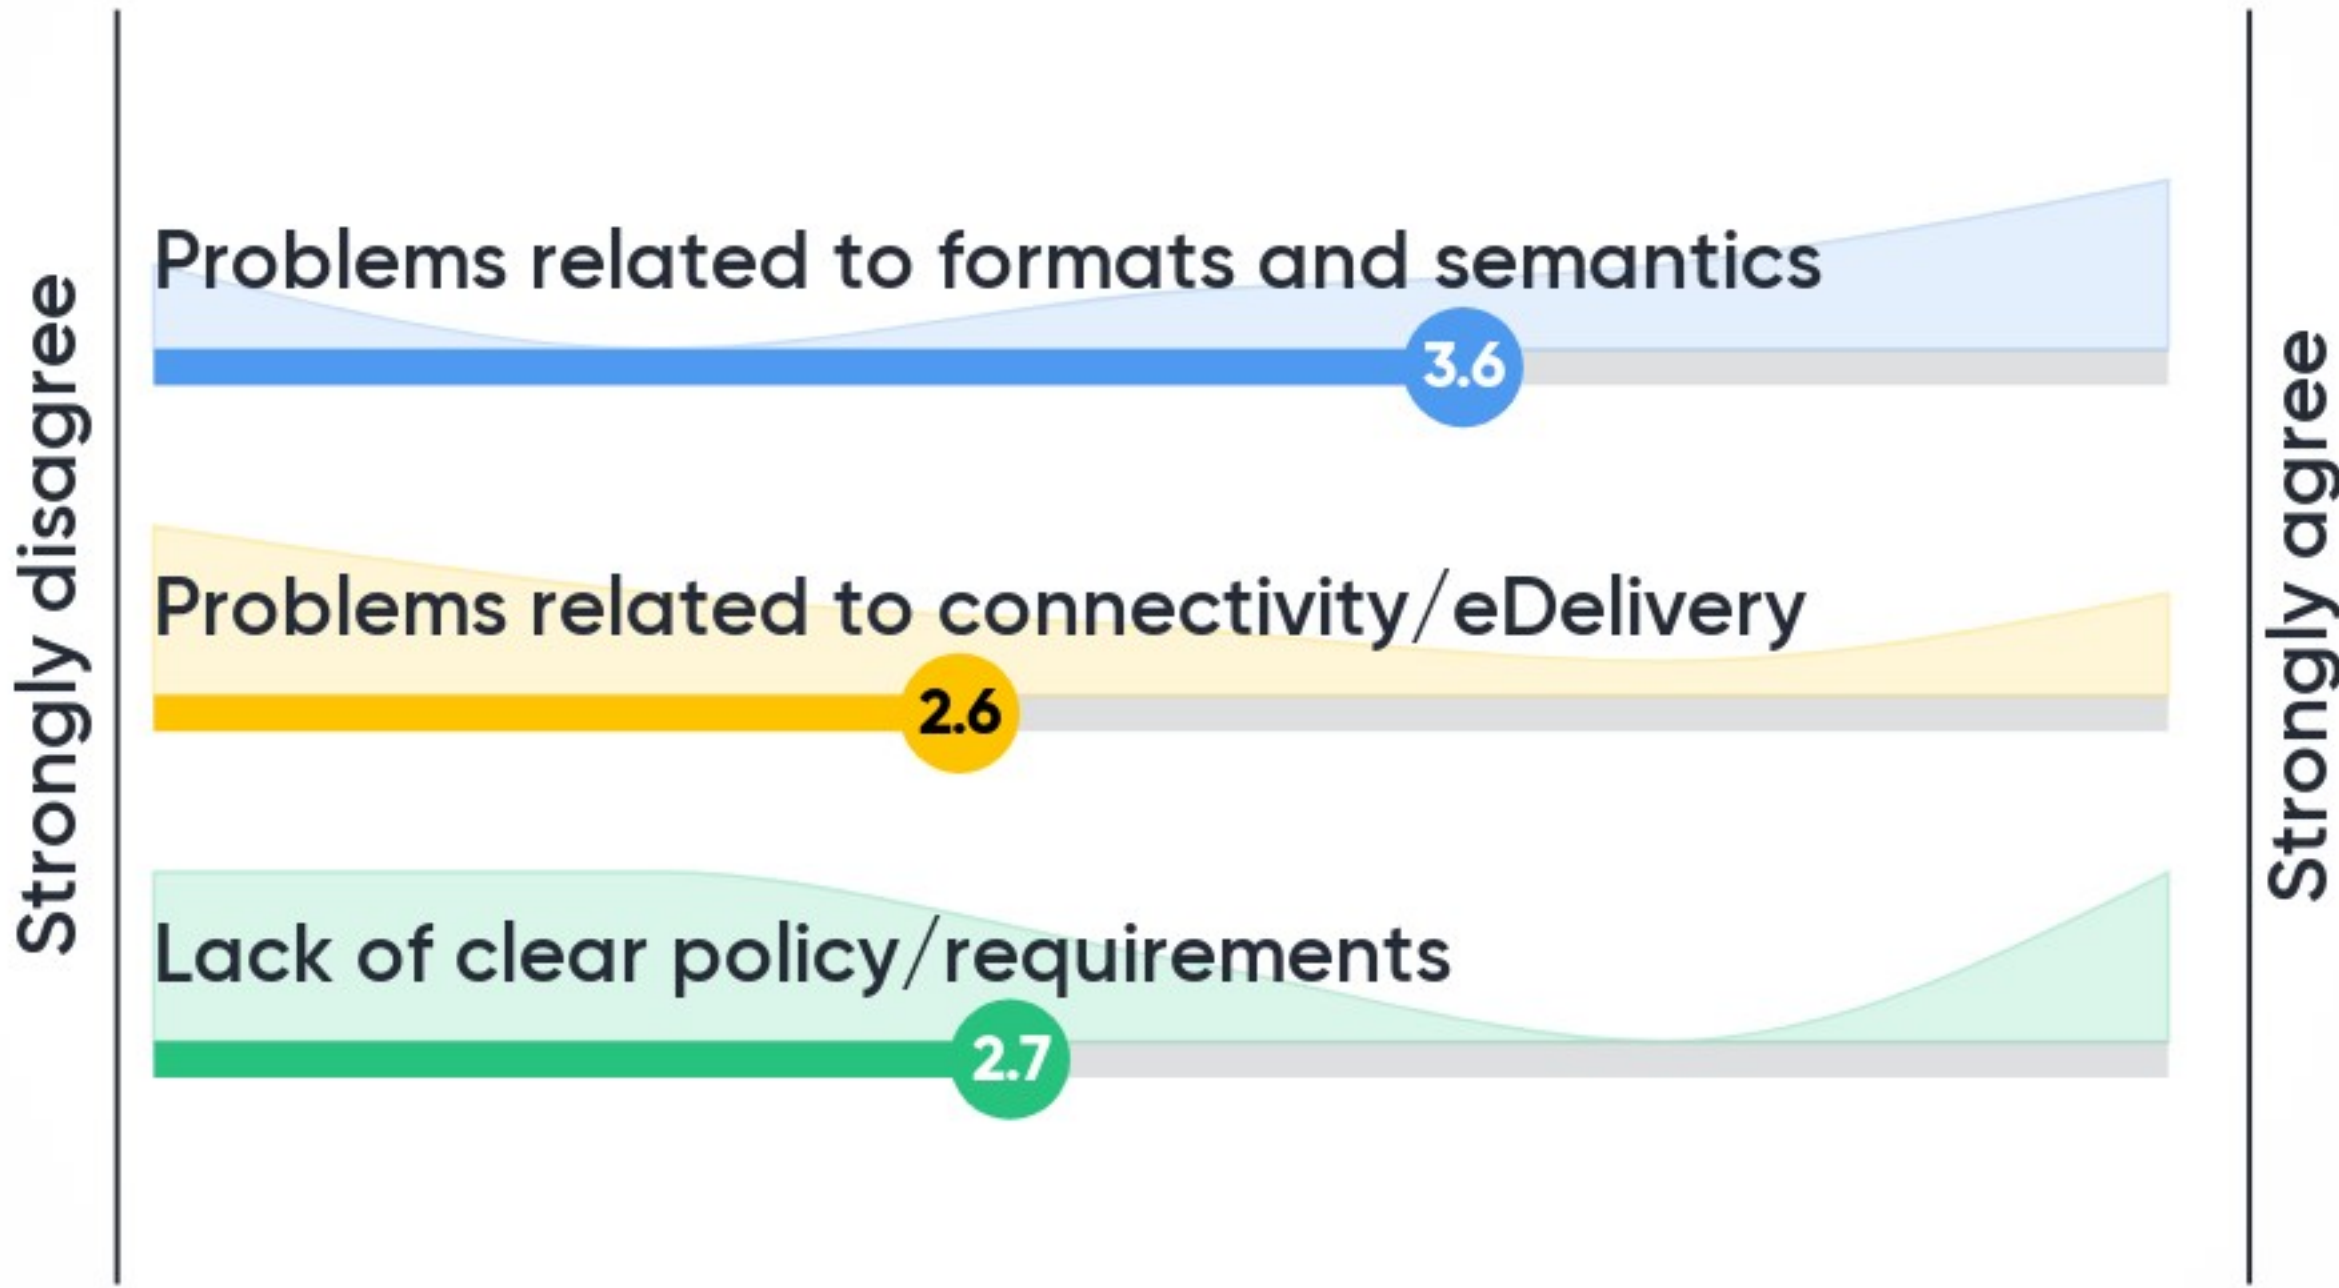 Strongly disagree
Problems related to formats and semantics
3.6
Problems related to connectivity/eDelivery
2.6
Lack of clear policy/requirements
2.7
Strongly agree